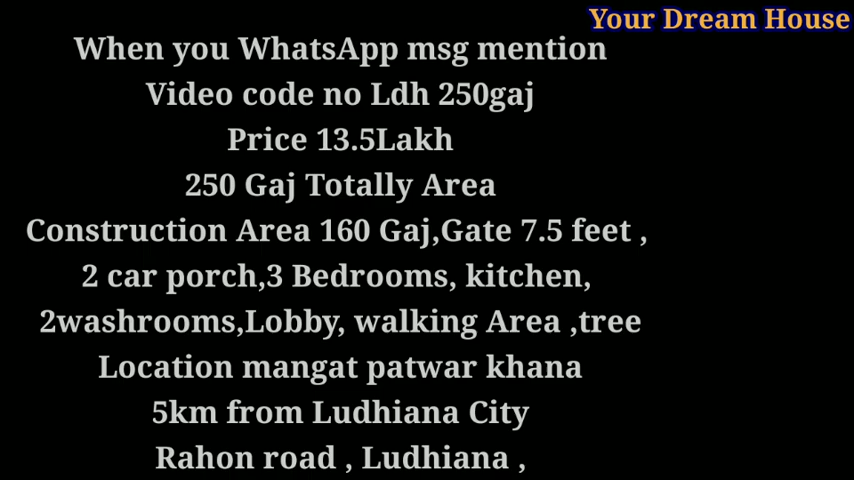 Your Dream House
When you WhatsApp msg mention
Video code no Ldh 250gaj
Price 13.5Lakh
250 Gaj Totally Area
Construction Area 160 Gaj,Gate 7.5 feet ,
2 car porch,3 Bedrooms, kitchen,
2washrooms,Lobby, walking Area ,tree
Location mangat patwar khana
5km from Ludhiana City
Rahon road , Ludhiana ,